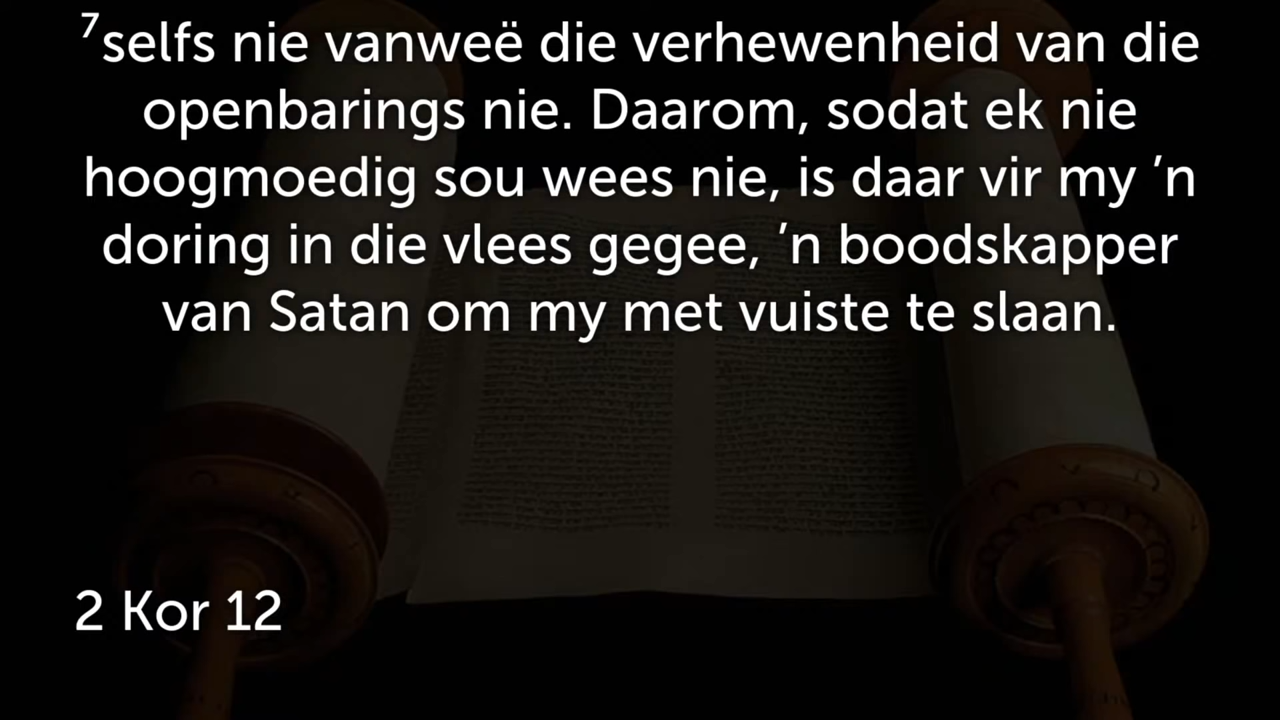 ⁷selfs nie vanweë die verhewenheid van die
openbarings nie. Daarom, sodat ek nie
hoogmoedig sou wees nie, is daar vir my ’n
doring in die vlees gegee, ’n boodskapper
van Satan om my met vuiste te slaan.
2 Kor 12